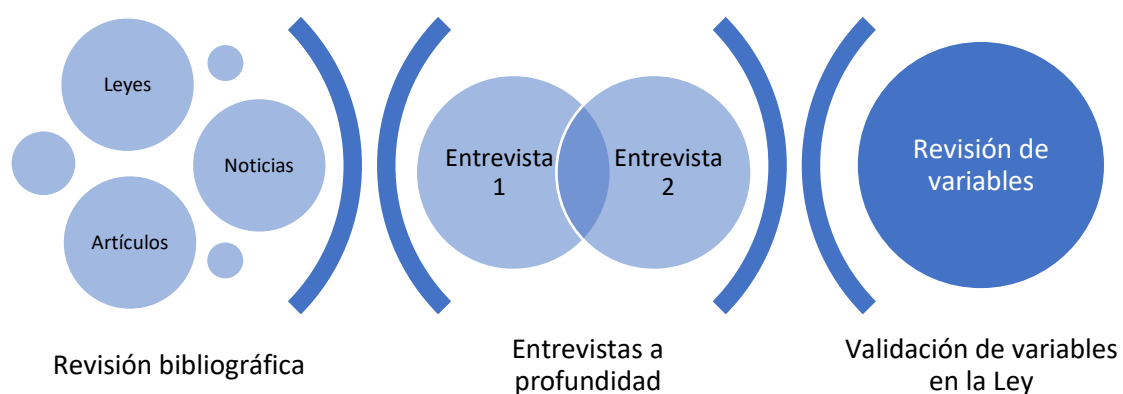 Leyes
Noticias
Artículos
Revisión bibliográfica
Entrevista
1
Entrevista
2
Entrevistas a
profundidad
Revisión de
variables
Validación de variables
en la Ley